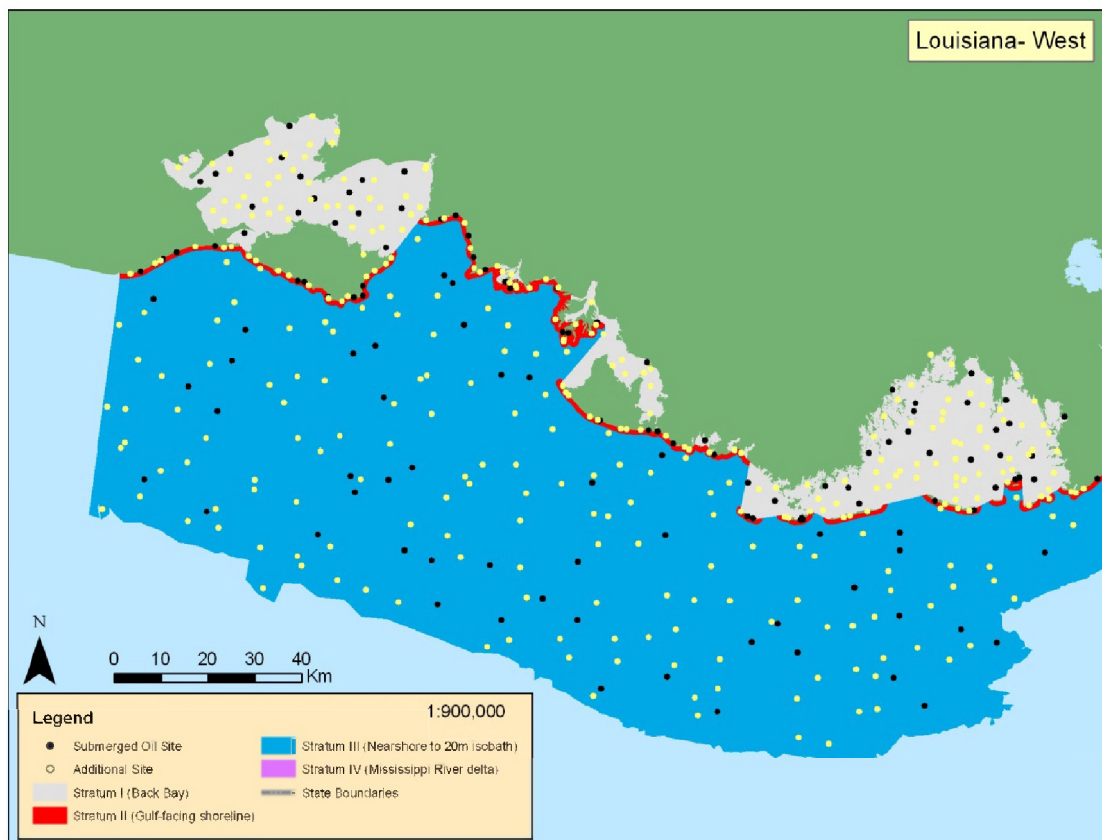 Louisiana- West
N
0 10 20 30 40
Km
Legend
1:900,000
Submerged Oil Site
Additional Site
Stratum I (Back Bay)
Stratum II (Gulf-facing shoreline)
Stratum III (Nearshore to 20m isobath)
Stratum IV (Mississippi River delta)
State Boundaries